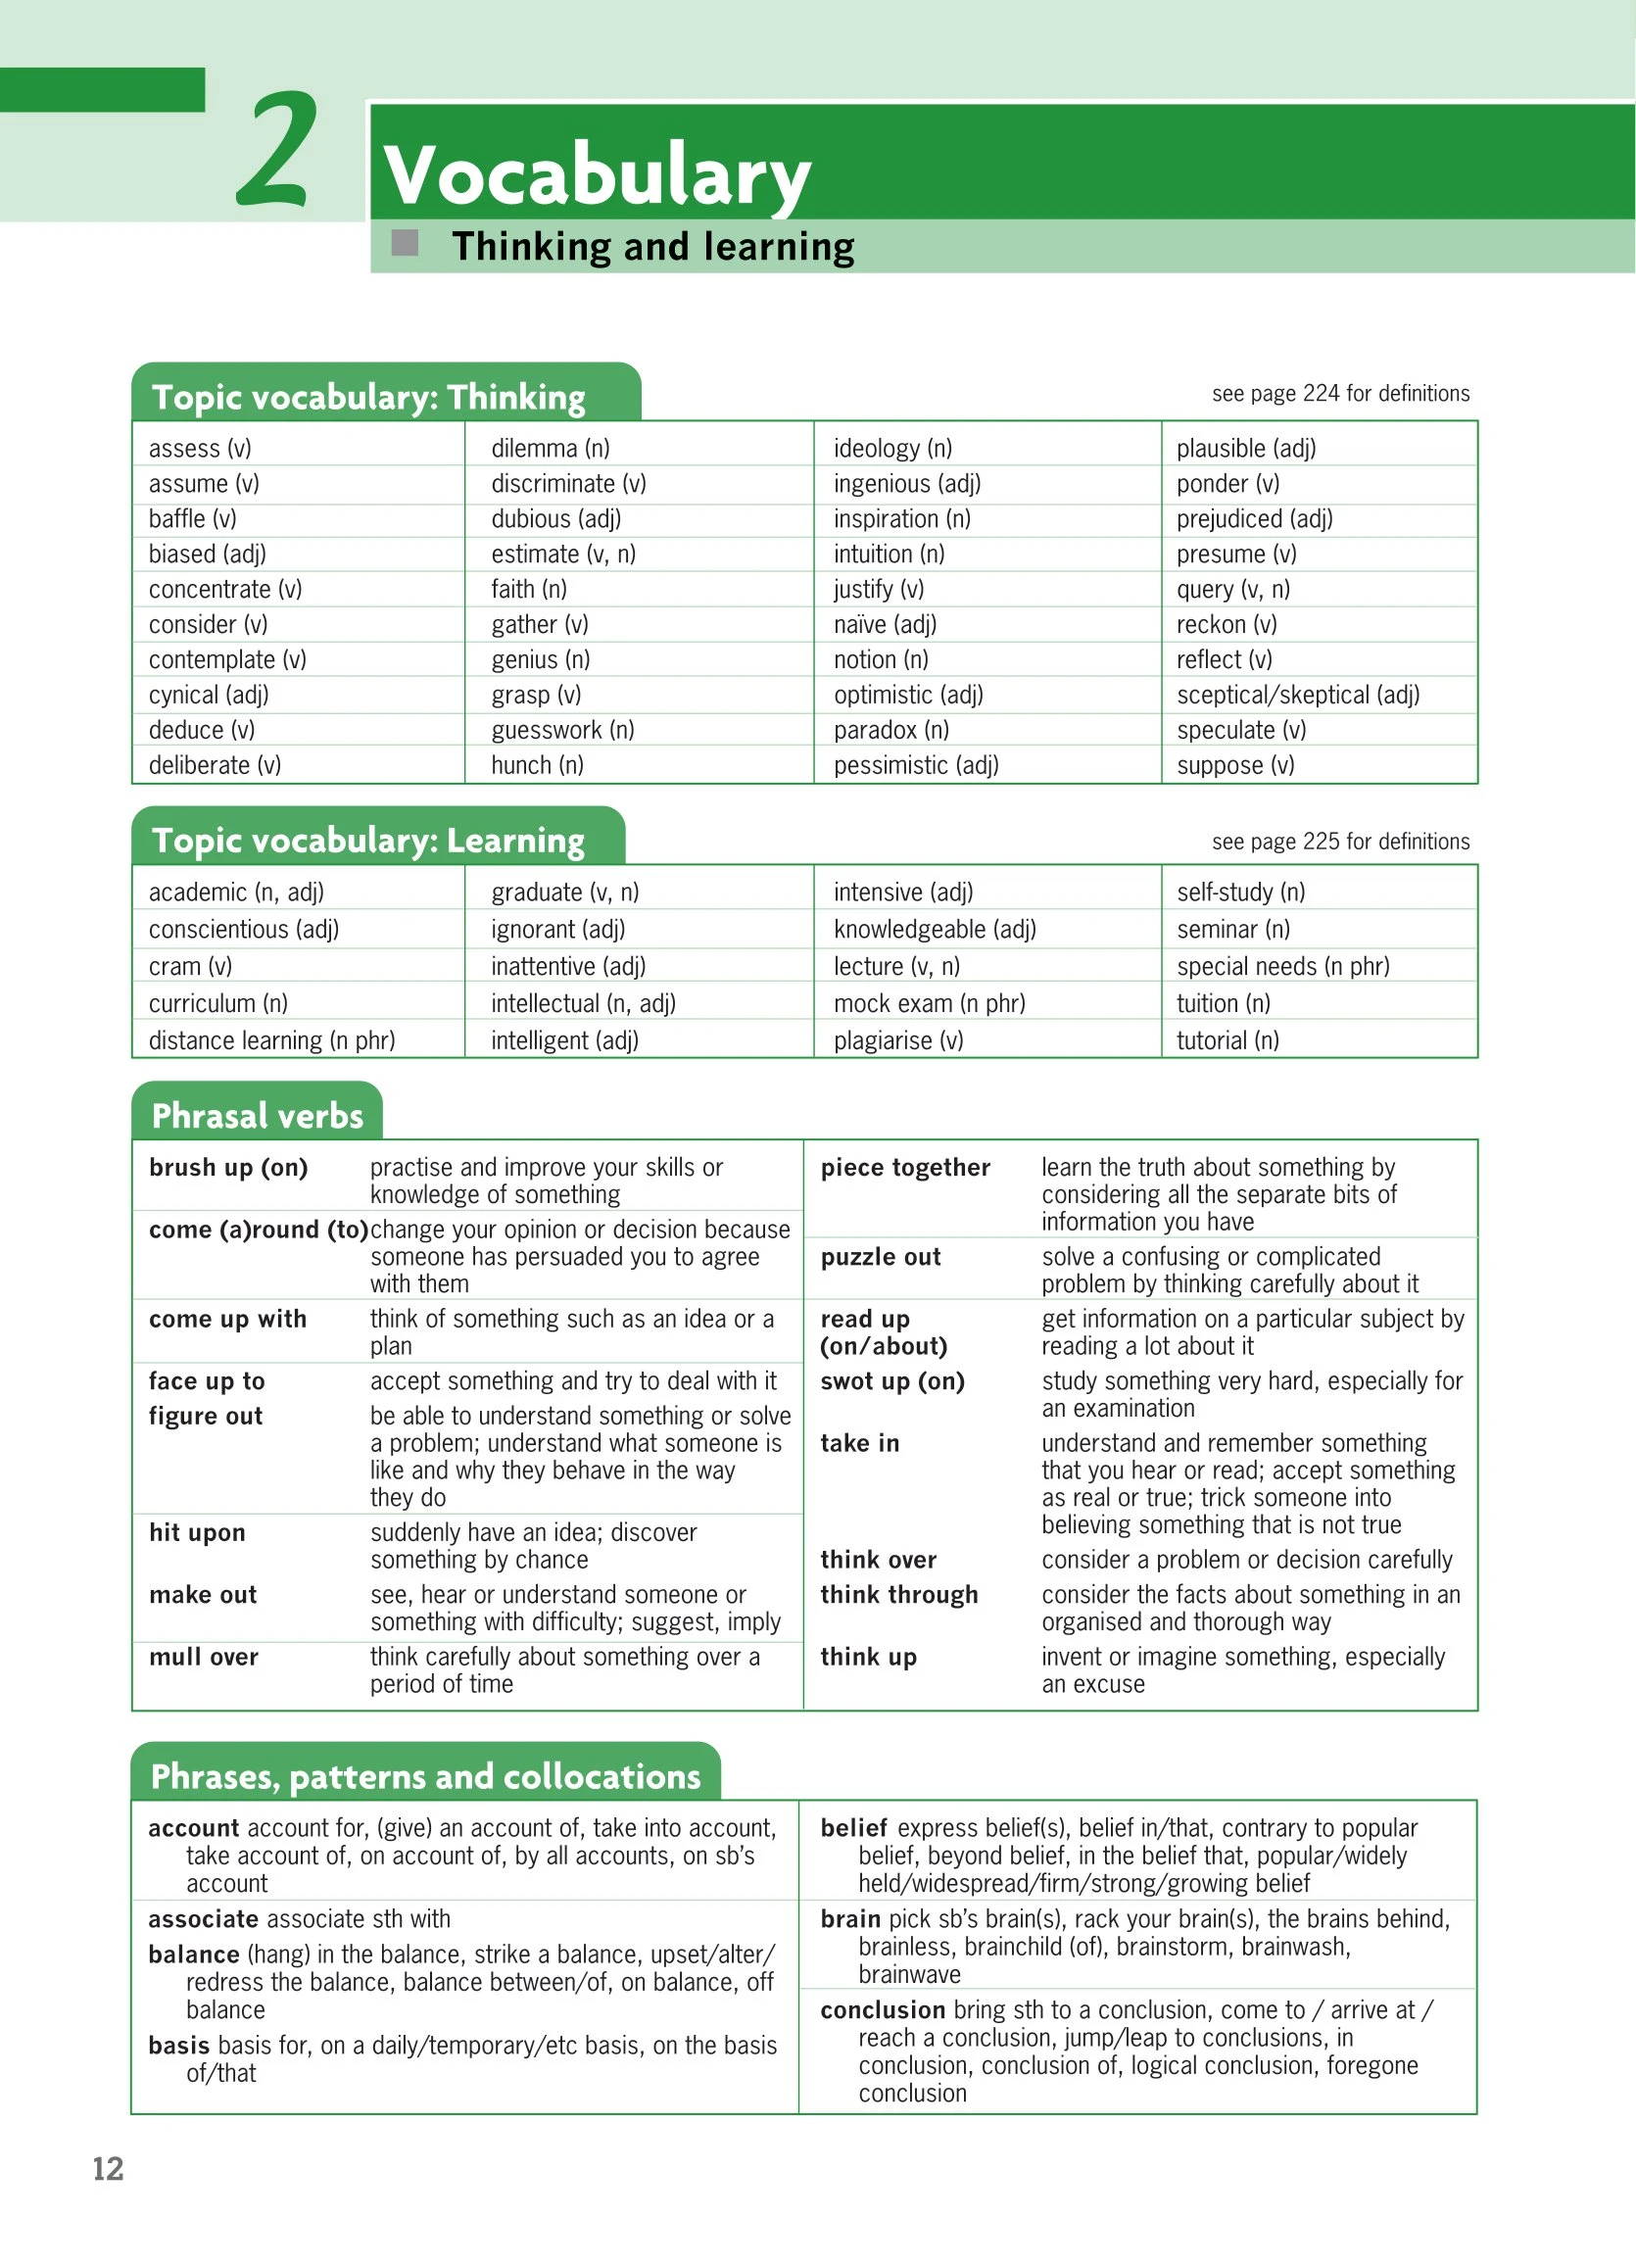 2
Vocabulary
Thinking and learning
Topic vocabulary: Thinking
see page 224 for definitions
assess (v) dilemma (n) ideology (n) plausible (adj)
assume (v) discriminate (v) ingenious (adj) ponder (v)
baffle (v) dubious (adj) inspiration (n) prejudiced (adj)
biased (adj) estimate (v, n) intuition (n) presume (v)
concentrate (v) faith (n) justify (v) query (v, n)
consider (v) gather (v) naïve (adj) reckon (v)
contemplate (v) genius (n) notion (n) reflect (v)
cynical (adj) grasp (v) optimistic (adj) sceptical/skeptical (adj)
deduce (v) guesswork (n) paradox (n) speculate (v)
deliberate (v) hunch (n) pessimistic (adj) suppose (v)
Topic vocabulary: Learning
see page 225 for definitions
academic (n, adj) graduate (v, n) intensive (adj) self-study (n)
conscientious (adj) ignorant (adj) knowledgeable (adj) seminar (n)
cram (v) inattentive (adj) lecture (v, n) special needs (n phr)
curriculum (n) intellectual (n, adj) mock exam (n phr) tuition (n)
distance learning (n phr) intelligent (adj) plagiarise (v) tutorial (n)
Phrasal verbs
brush up (on) practise and improve your skills or
knowledge of something
come (a)round (to) change your opinion or decision because
someone has persuaded you to agree
with them
come up with think of something such as an idea or a
plan
face up to accept something and try to deal with it
figure out be able to understand something or solve
a problem; understand what someone is
like and why they behave in the way
they do
hit upon suddenly have an idea; discover
something by chance
make out see, hear or understand someone or
something with difficulty; suggest, imply
mull over think carefully about something over a
period of time
piece together learn the truth about something by
considering all the separate bits of
information you have
puzzle out solve a confusing or complicated
problem by thinking carefully about it
read up get information on a particular subject by
(on/about) reading a lot about it
swot up (on) study something very hard, especially for
an examination
take in understand and remember something
that you hear or read; accept something
as real or true; trick someone into
believing something that is not true
think over consider a problem or decision carefully
think through consider the facts about something in an
organised and thorough way
think up invent or imagine something, especially
an excuse
Phrases, patterns and collocations
account account for, (give) an account of, take into account,
take account of, on account of, by all accounts, on sb's
account
associate associate sth with
balance (hang) in the balance, strike a balance, upset/alter/
redress the balance, balance between/of, on balance, off
balance
basis basis for, on a daily/temporary/etc basis, on the basis
of/that
belief express belief(s), belief in/that, contrary to popular
belief, beyond belief, in the belief that, popular/widely
held/widespread/firm/strong/growing belief
brain pick sb's brain(s), rack your brain(s), the brains behind,
brainless, brainchild (of), brainstorm, brainwash,
brainwave
conclusion bring sth to a conclusion, come to / arrive at /
reach a conclusion, jump/leap to conclusions, in
conclusion, conclusion of, logical conclusion, foregone
conclusion
12